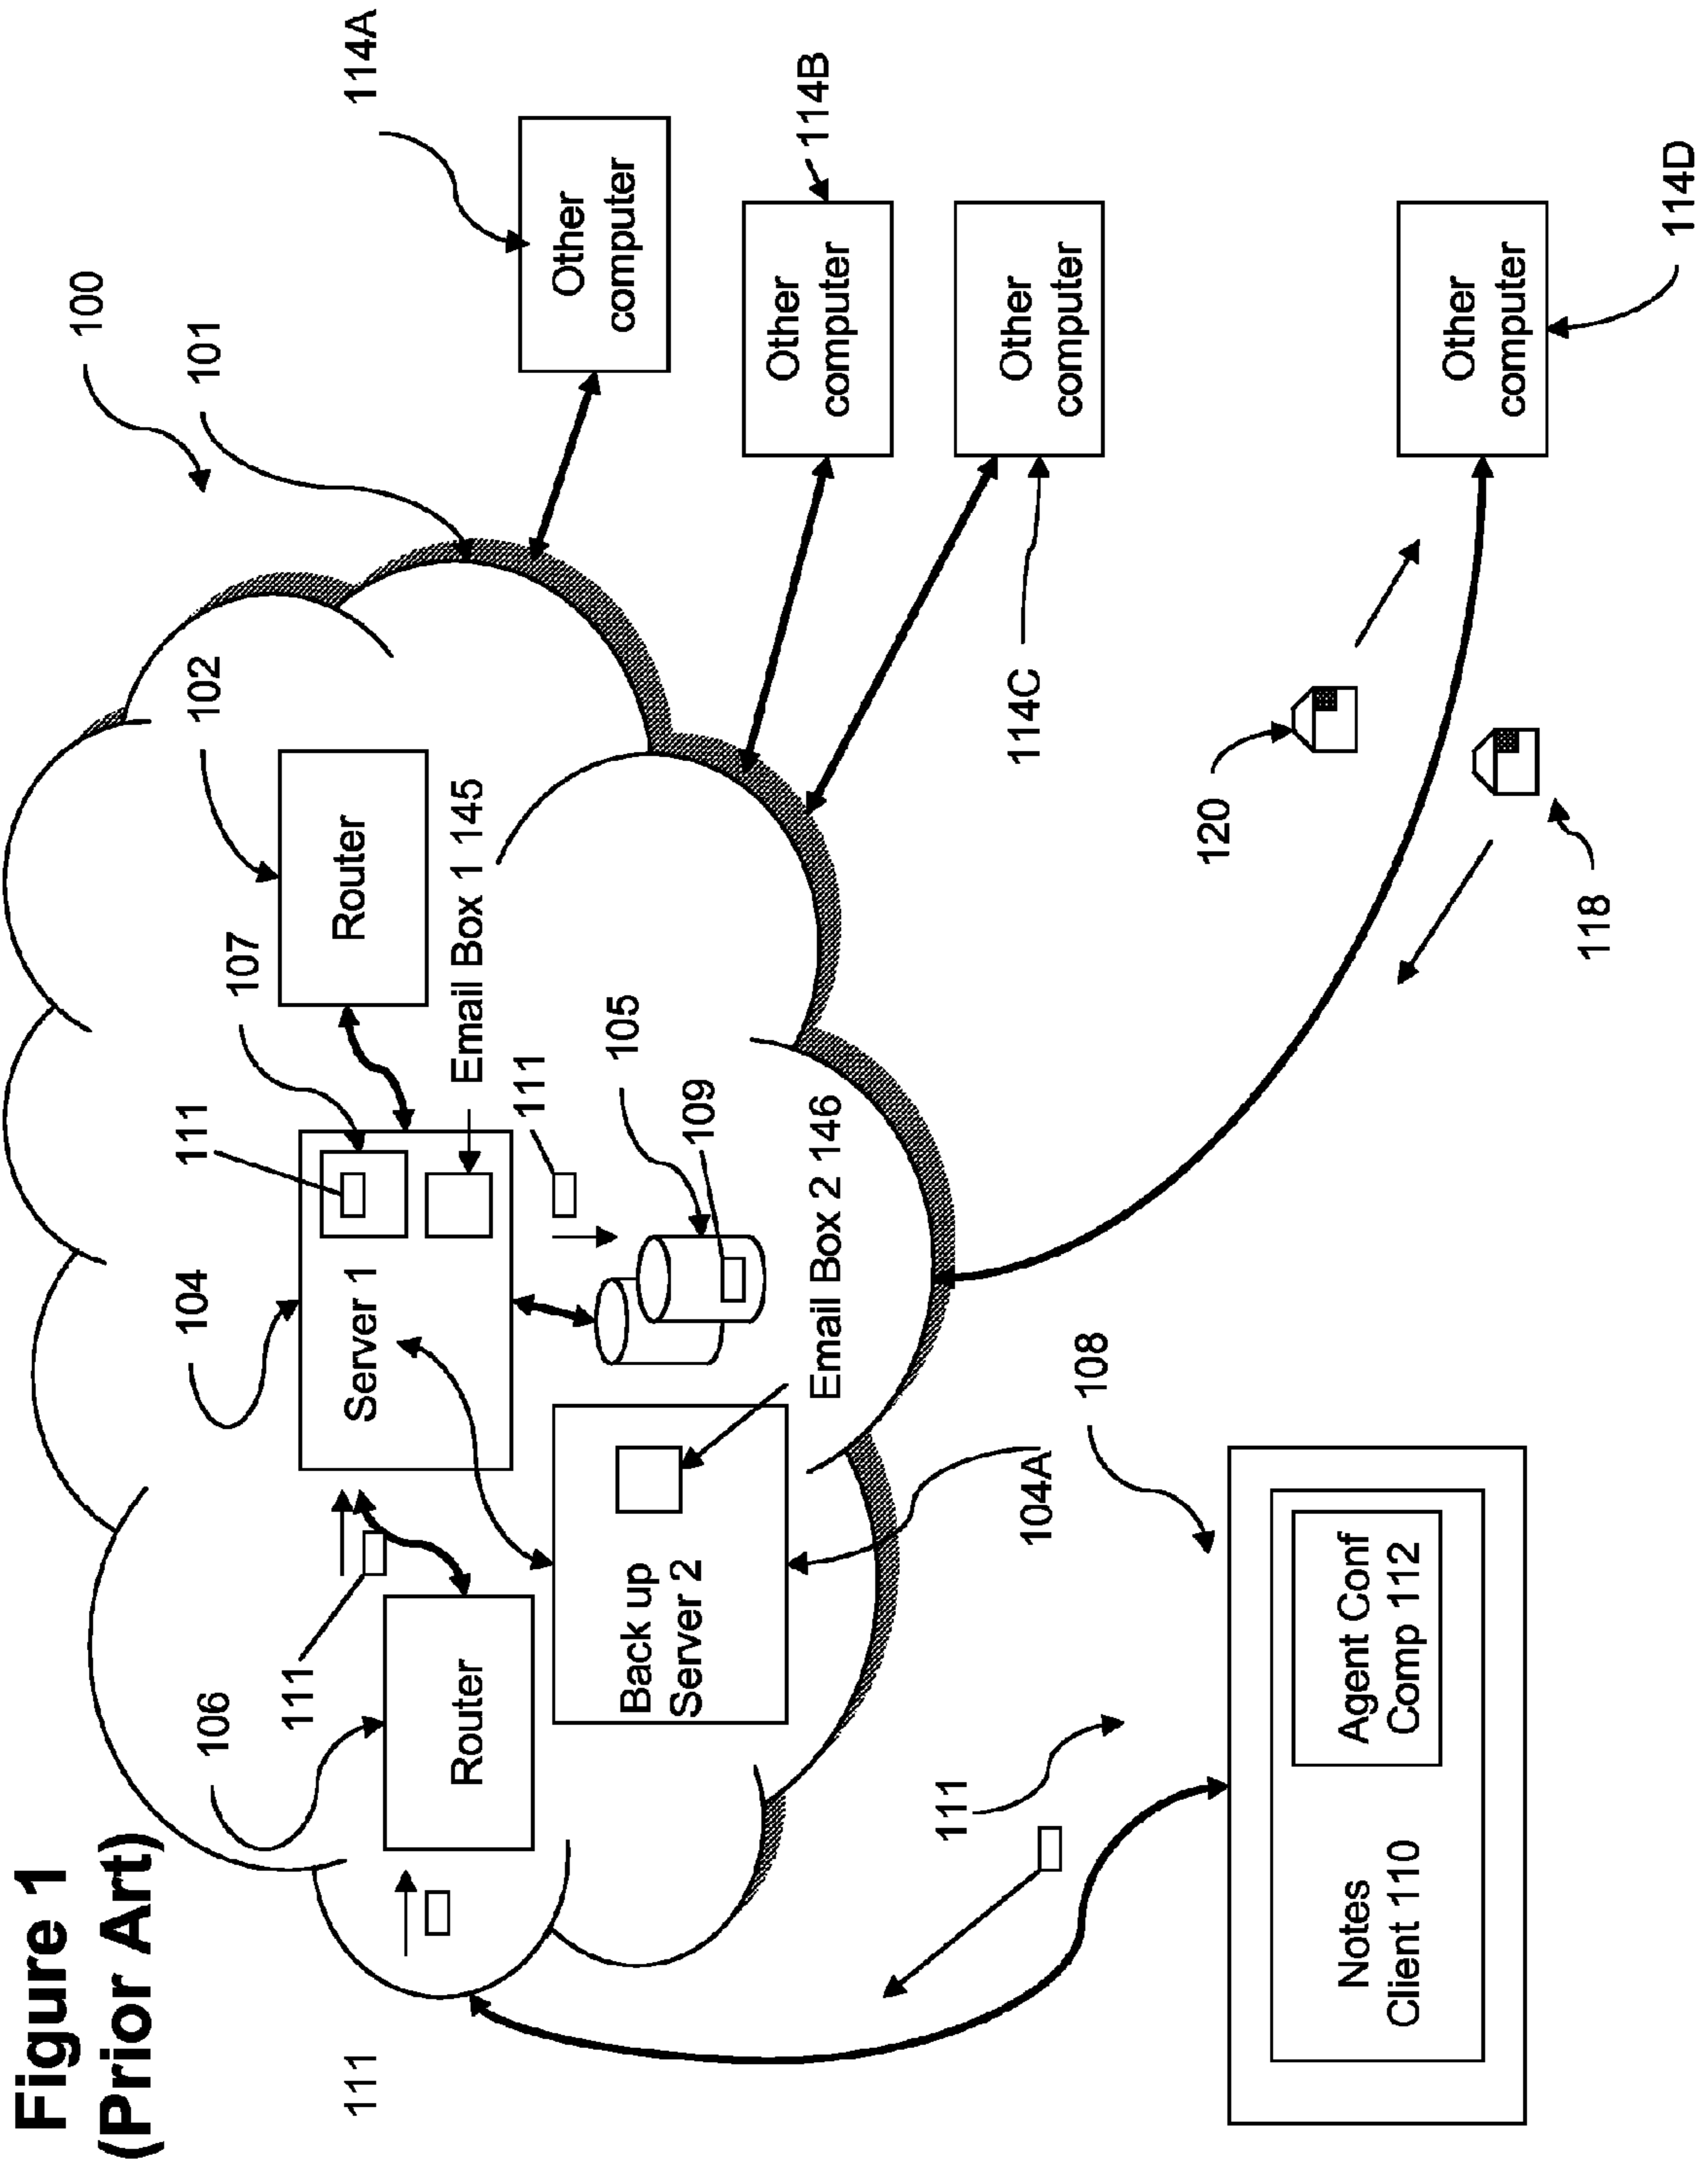 Figure 1
(Prior Art)
100
101
114A
Other
computer
114B
Other
computer
114C
Other
computer
114D
Other
computer
102
Router
107
111
Email Box 1 145
104
Server 1
111
105
109
Email Box 2 146
106
111
Router
Back up
Server 2
104A
111
111
108
Notes
Client 110
Agent Conf
Comp 112
120
118